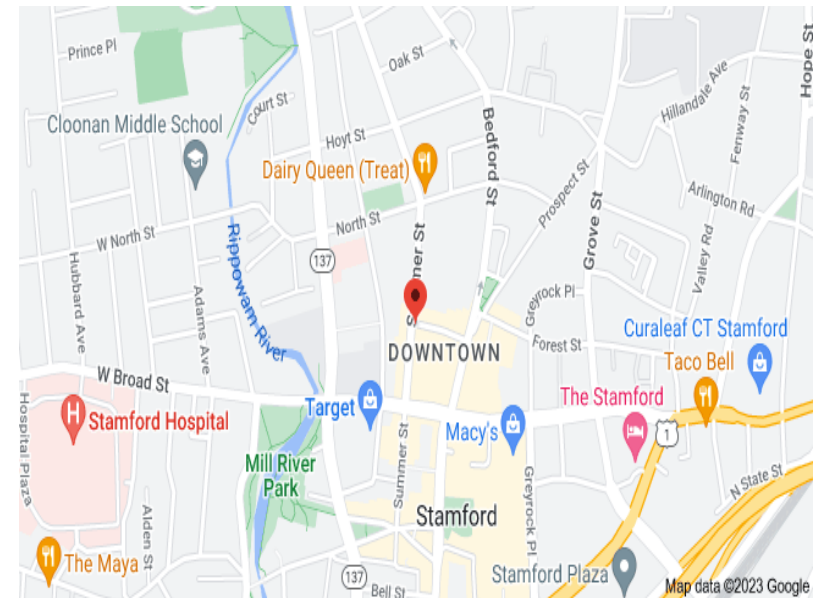 Prince Pl
Oak St
Hope St
Hillandale Ave
Court St
Bedford St
Fenway St
Cloonan Middle School
Hoyt St
Dairy Queen (Treat)
Prospect St
Arlington Rd
North St
W North St
Grove St
Valley Rd
Hubbard Ave
Rippowam River
137
Adams Ave
Greyrock Pl
Curaleaf CT Stamford
Forest St
DOWNTOWN
Taco Bell
W Broad St
The Stamford
Hospital Plaza
H
Stamford Hospital
Target
Macy's
1
Summer St
Mill River
Park
Greyrock Pl
N State St
Stamford
Alden St
The Maya
137
Bell St
Stamford Plaza
Map data ©2023 Google